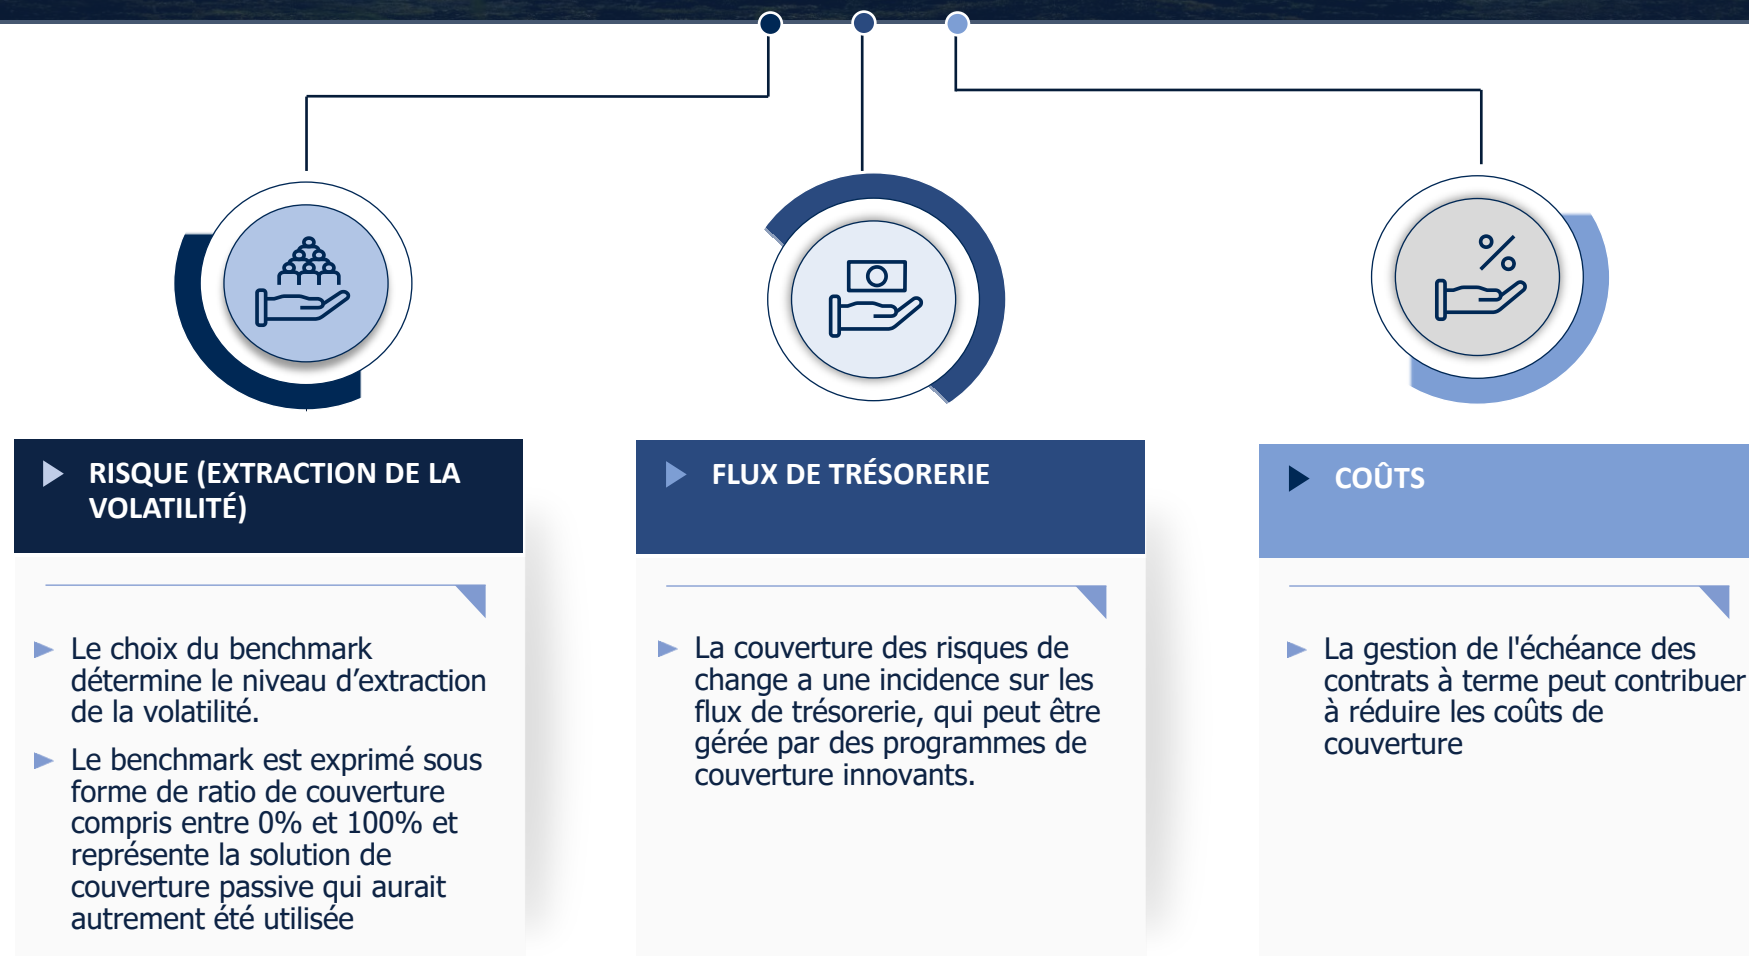 RISQUE (EXTRACTION DE LA
VOLATILITÉ)
Le choix du benchmark
détermine le niveau d’extraction
de la volatilité.
Le benchmark est exprimé sous
forme de ratio de couverture
compris entre 0% et 100% et
représente la solution de
couverture passive qui aurait
autrement été utilisée
FLUX DE TRÉSORERIE
La couverture des risques de
change a une incidence sur les
flux de trésorerie, qui peut être
gérée par des programmes de
couverture innovants.
%
COÛTS
La gestion de l'échéance des
contrats à terme peut contribuer
à réduire les coûts de
couverture